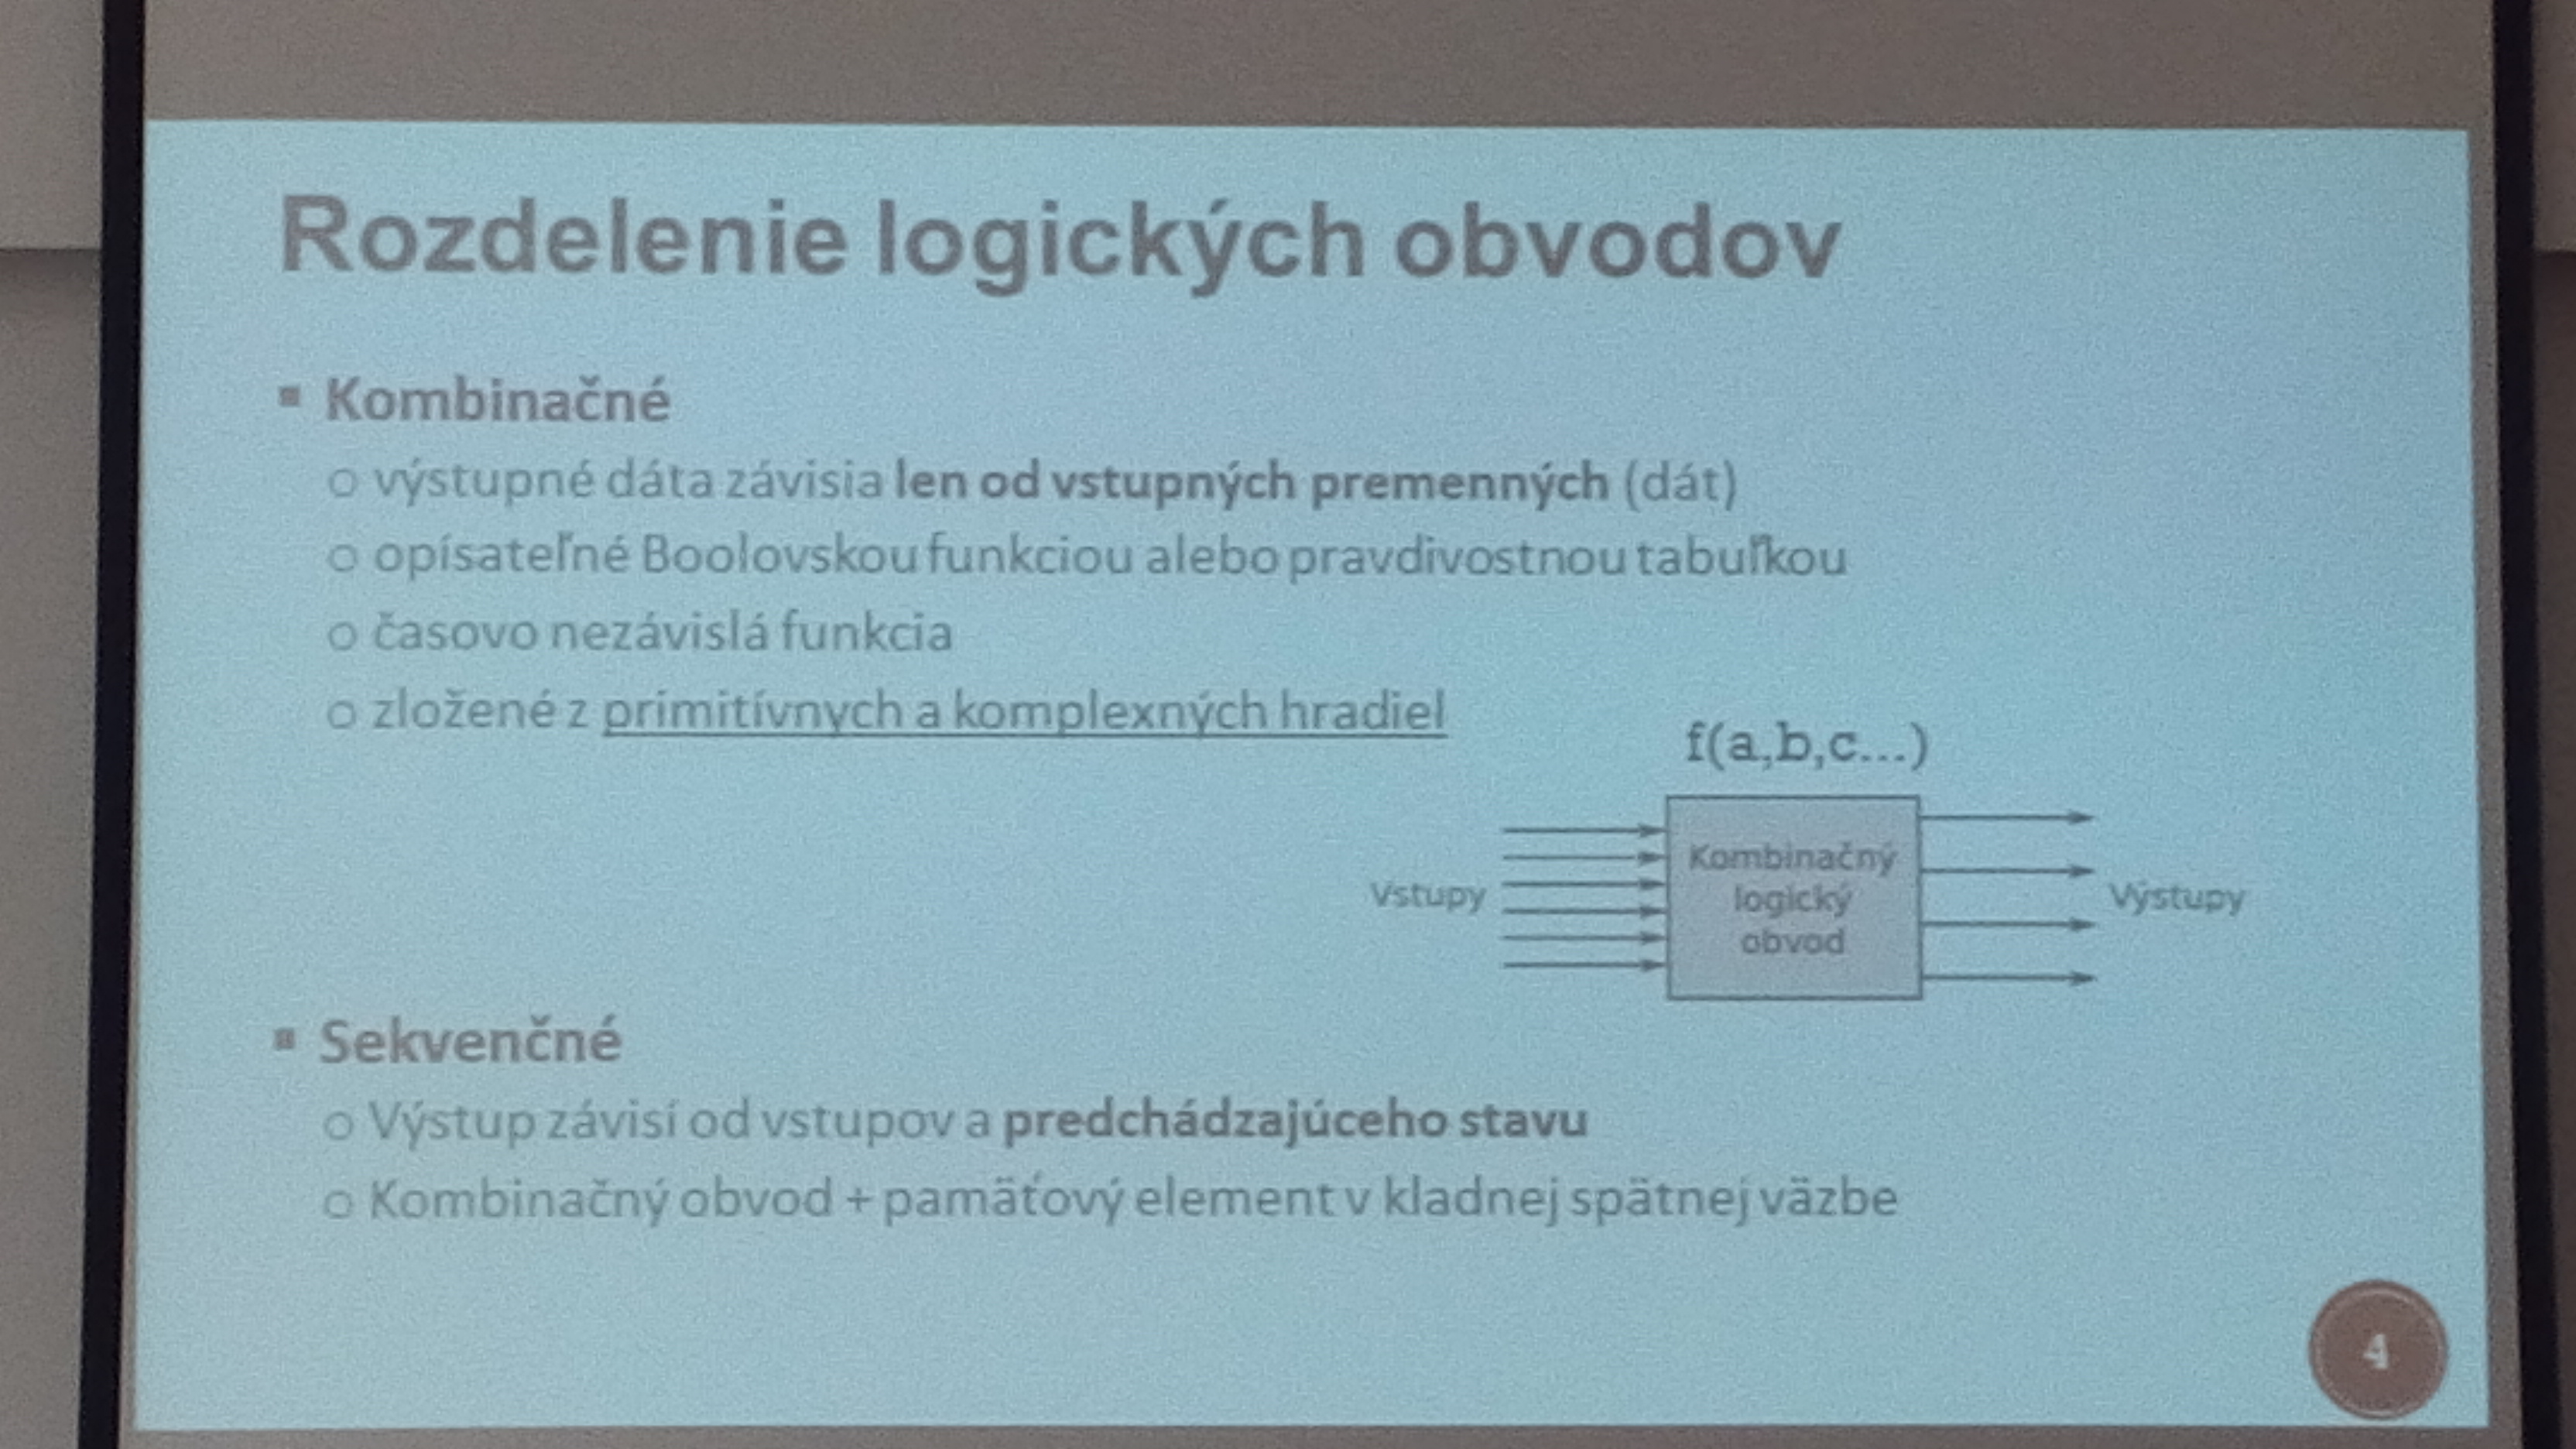 Rozdelenie logických obvodov
▪ Kombinačné
o výstupné dáta závisia len od vstupných premenných (dát)
o opísateľné Boolovskou funkciou alebo pravdivostnou tabuľkou
o časovo nezávislá funkcia
o zložené z primitívnych a komplexných hradiel
f(a,b,c...)
Vstupy
Kombinačný
logický
obvod
Výstupy
▪ Sekvenčné
o Výstup závisí od vstupov a predchádzajúceho stavu
o Kombinačný obvod + pamäťový element v kladnej spätnej väzbe
4